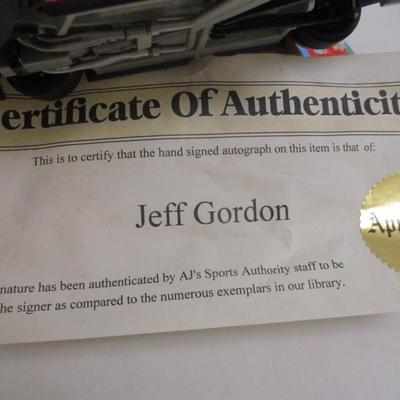 ertificate Of Authenticit
This is to certify that the hand signed autograph on this item is that of:
Jeff Gordon
nature has been authenticated by AJ's Sports Authority staff to be
he signer as compared to the numerous exemplars in our library.